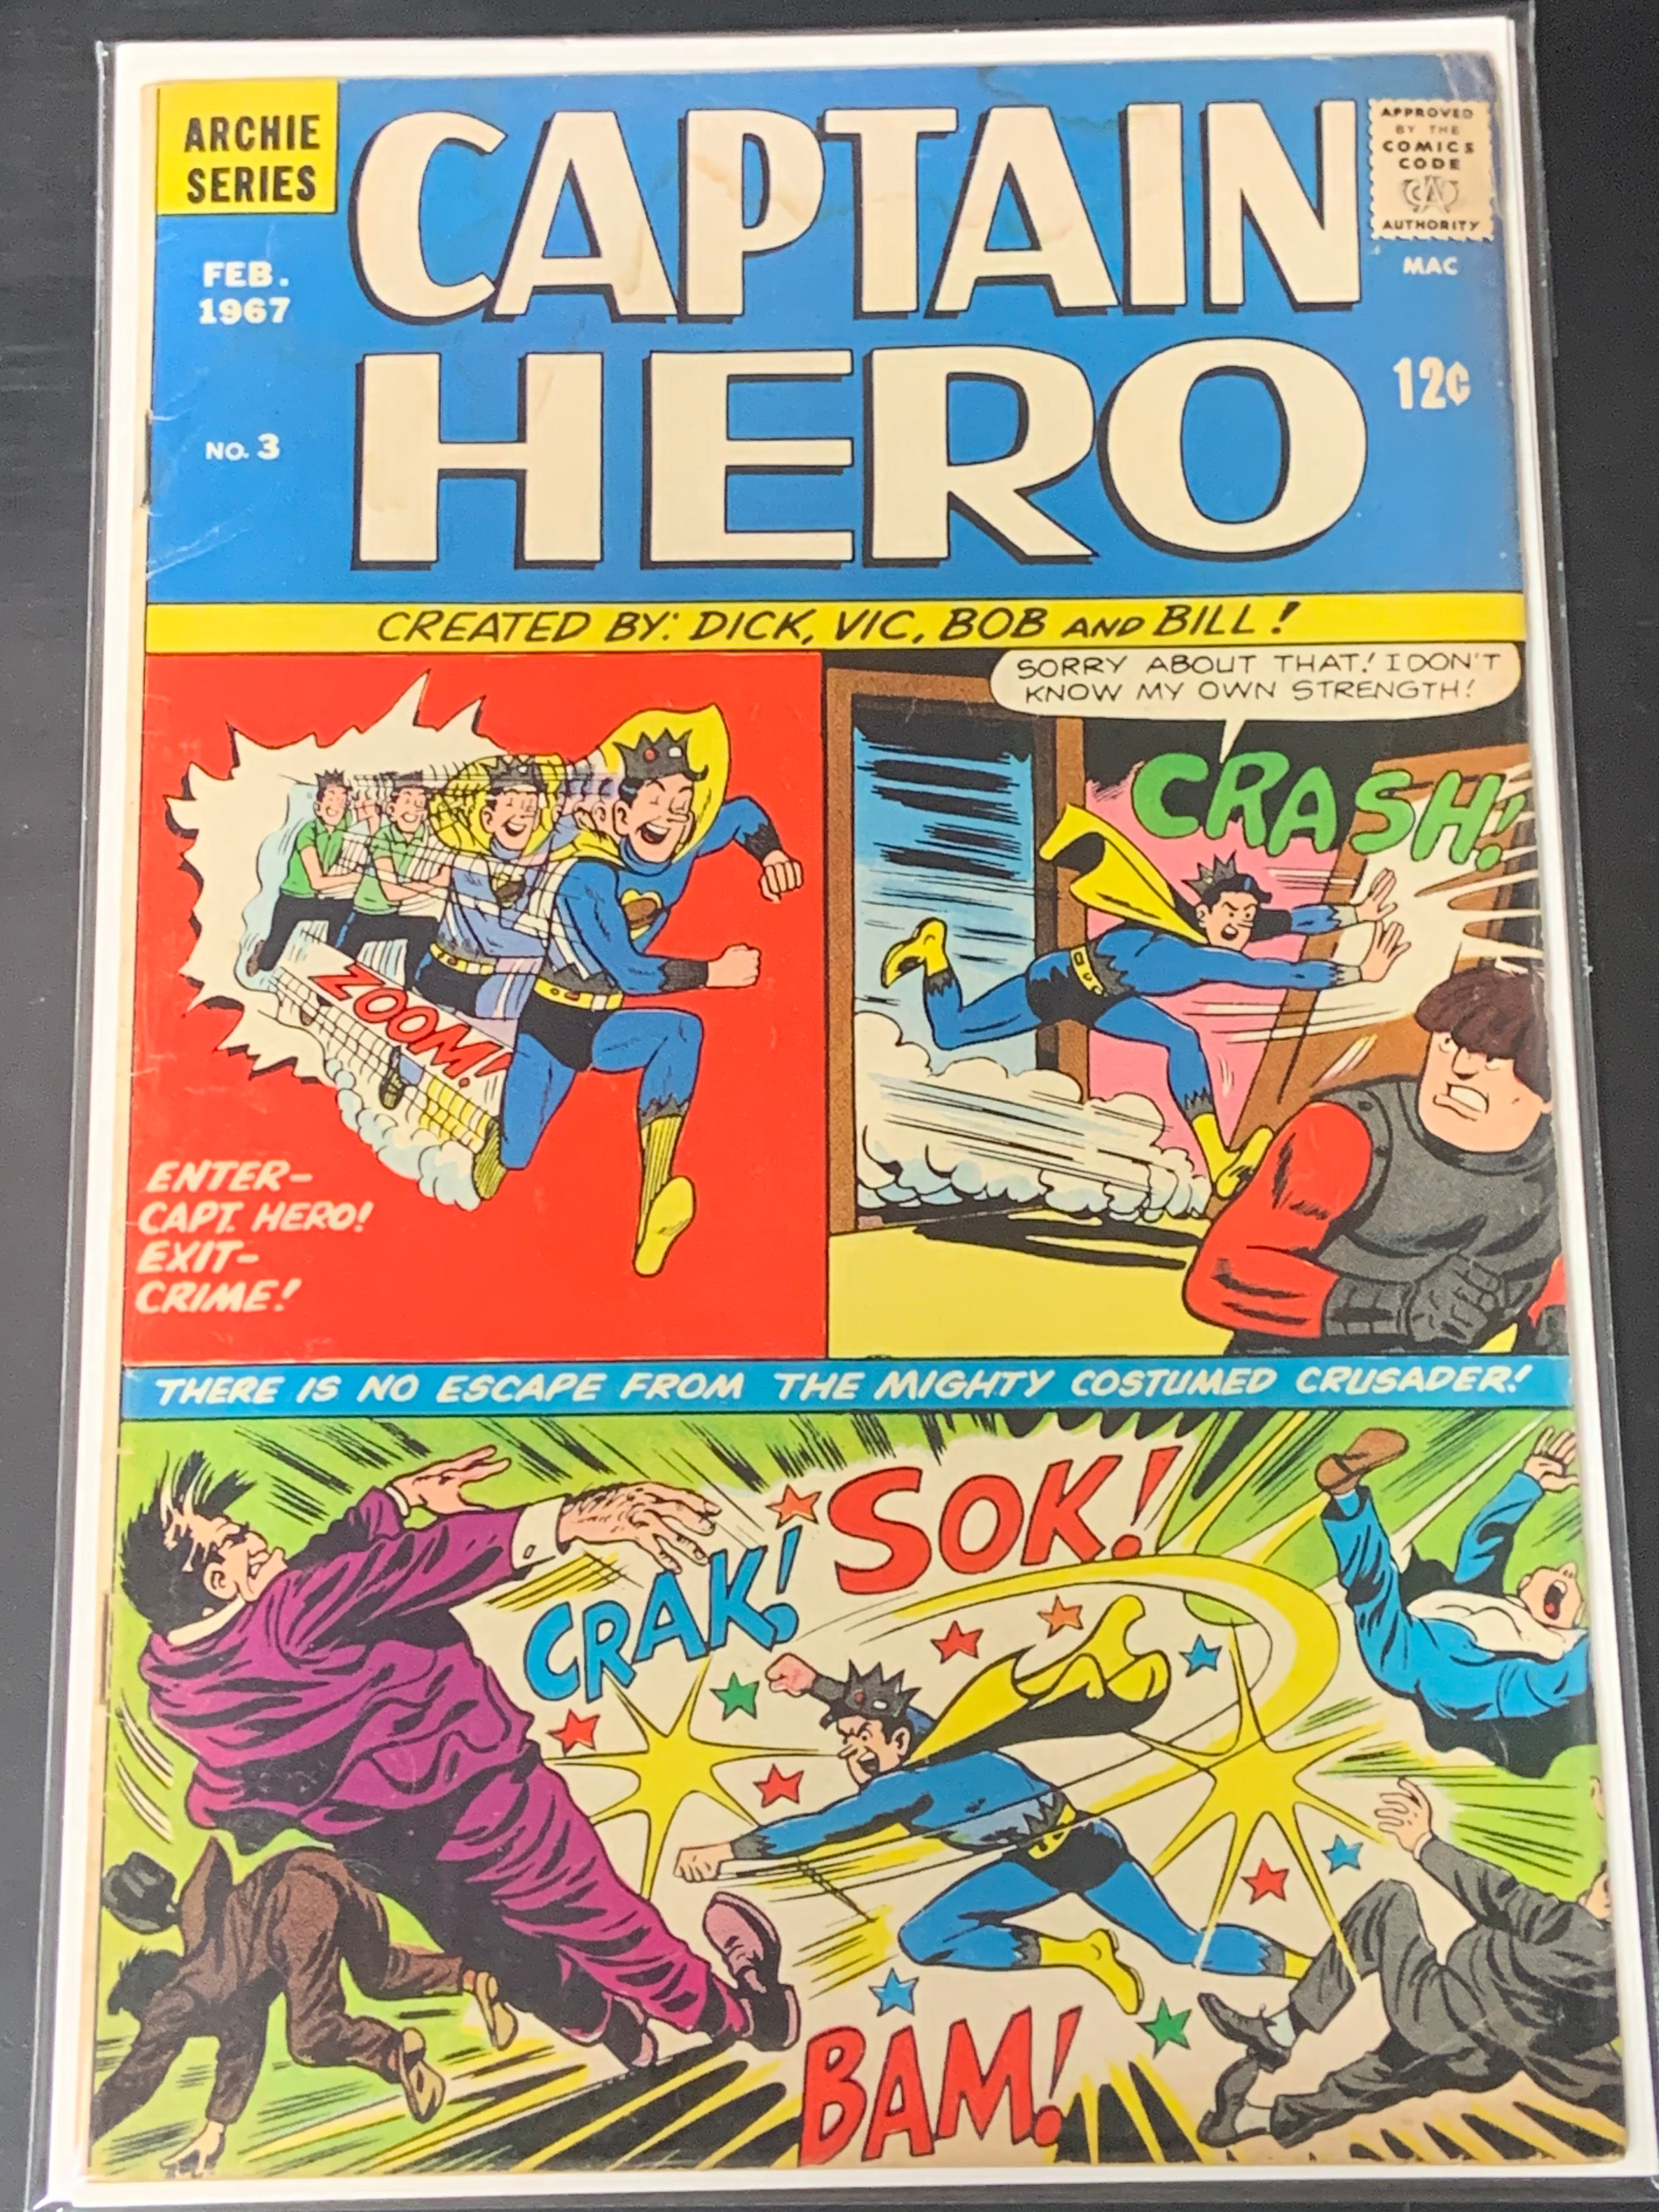 ARCHIE
SERIES
CAPTAIN
HERO
APPROVED
BY THE
COMICS
CODE
CA
AUTHORITY
MAC
FEB.
1967
12¢
NO. 3
CREATED BY: DICK, VIC, BOB AND BILL!
SORRY ABOUT THAT! I DON'T
KNOW MY OWN STRENGTH!
CRASH!
ZOOM!
ENTER-
CAPT. HERO!
EXIT-
CRIME!
THERE IS NO ESCAPE FROM THE MIGHTY COSTUMED CRUSADER!
SOK!
CRAK!
BAM!